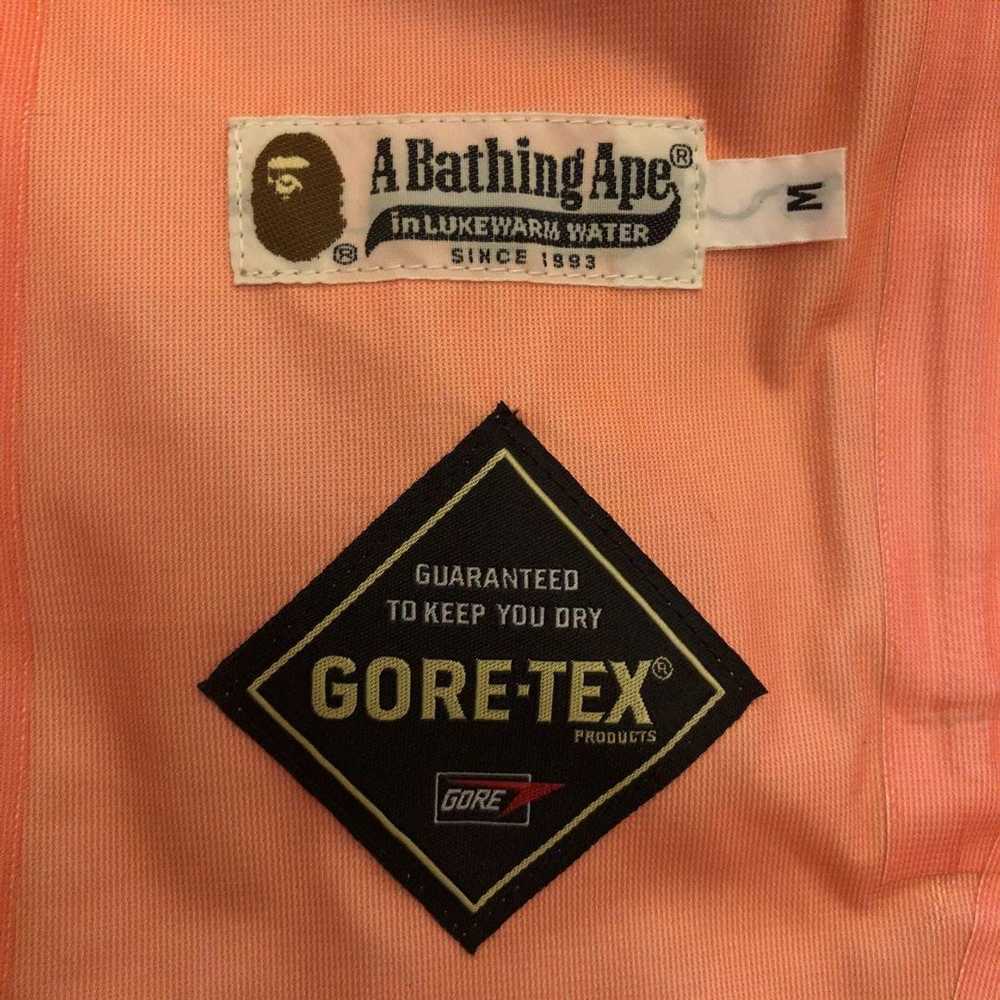 A Bathing Ape®
in LUKEWARM WATER
SINCE 1993
®
M
GUARANTEED
TO KEEP YOU DRY
GORE-TEX®
PRODUCTS
GORE